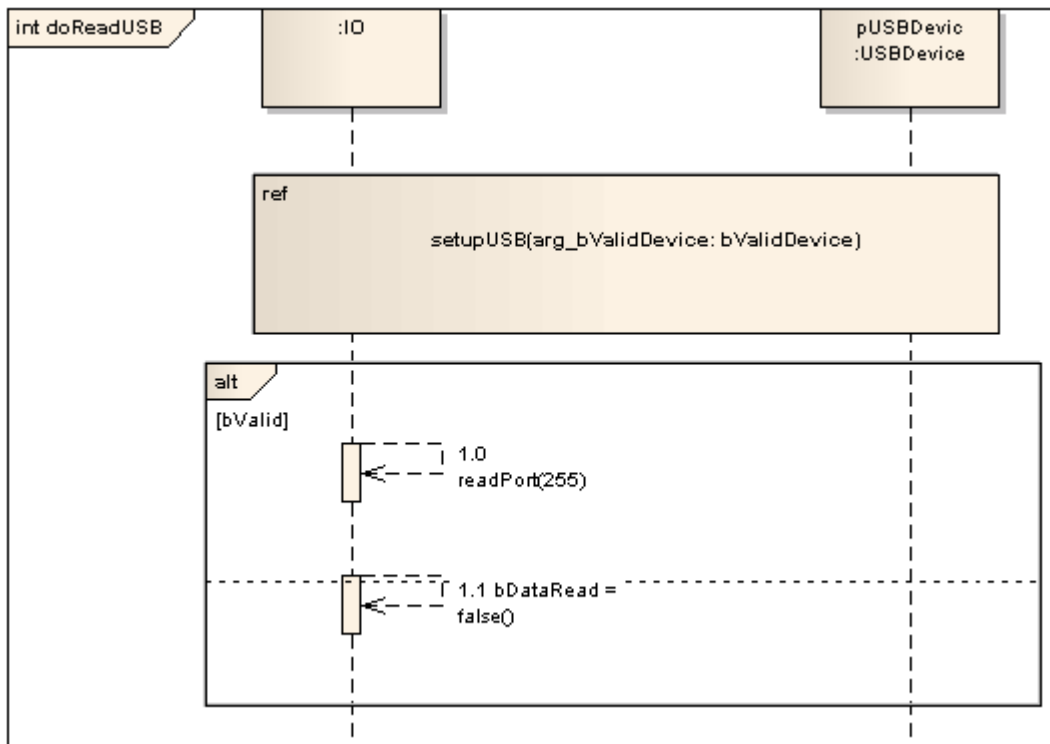 int doReadUSB
:IO
pUSBDevic
:USBDevice
ref
setupUSB(arg_bValidDevice: bValidDevice)
alt
[bValid]
1.0
readPort(255)
1.1 bDataRead =
false()